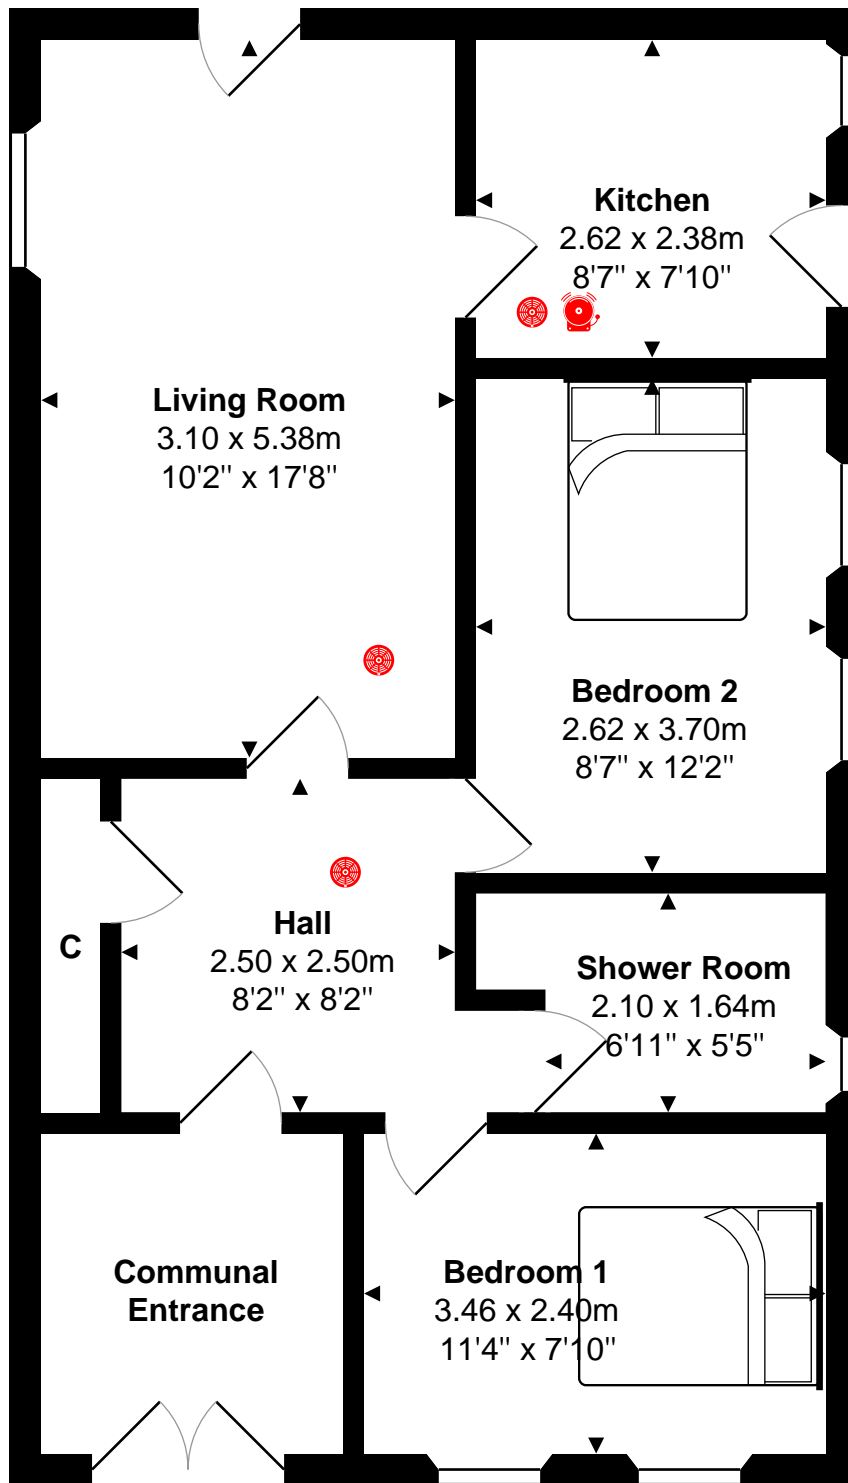 Kitchen
2.62 x 2.38m
8'7" x 7'10"
Living Room
3.10 x 5.38m
10'2" x 17'8"
Bedroom 2
2.62 x 3.70m
8'7" x 12'2"
C
Hall
2.50 x 2.50m
8'2" x 8'2"
Shower Room
2.10 x 1.64m
6'11" x 5'5"
Communal
Entrance
Bedroom 1
3.46 x 2.40m
11'4" x 7'10"